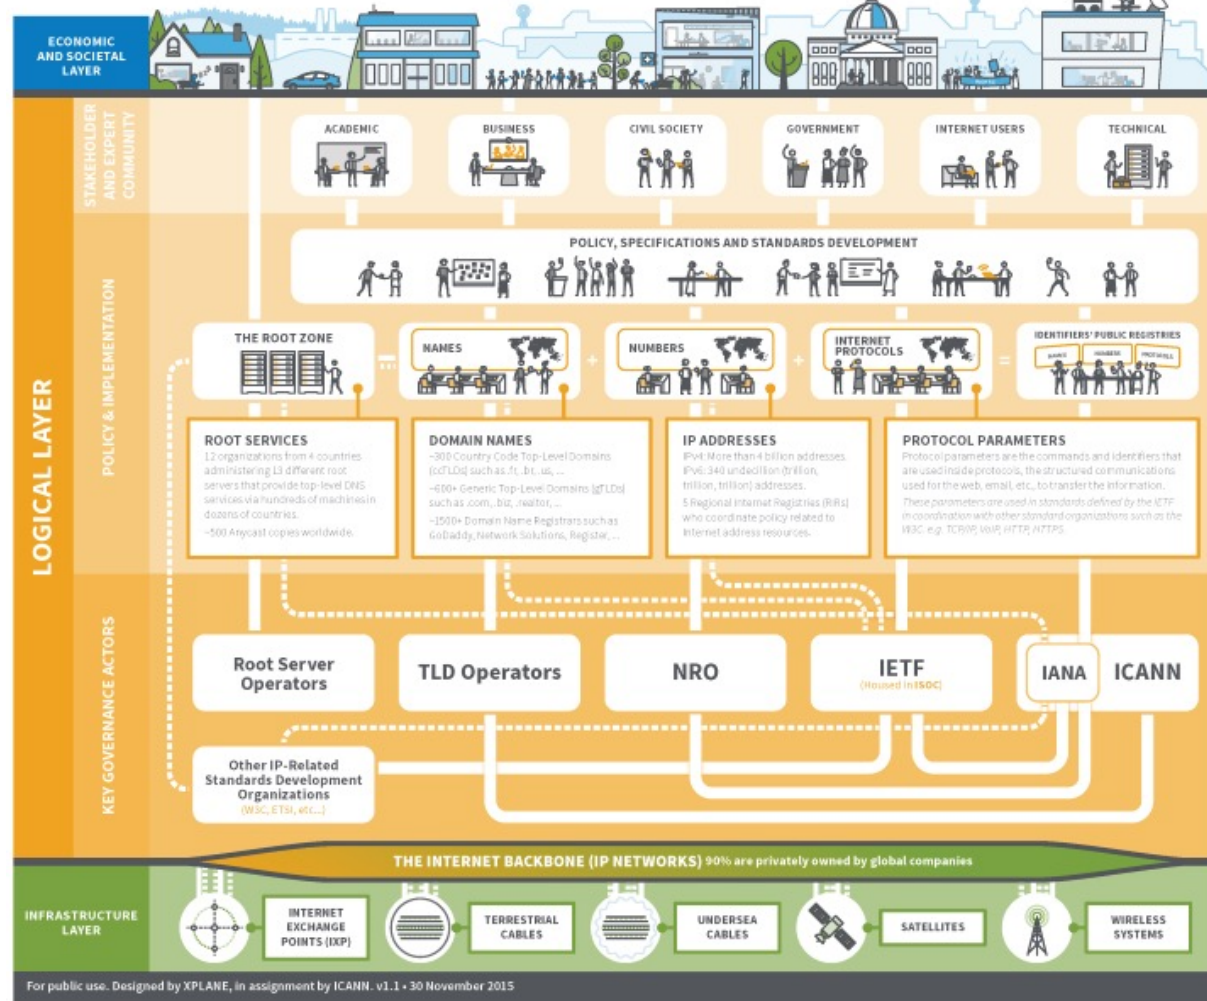 ECONOMIC
AND SOCIETAL
LAYER
LOGICAL LAYER
STAKEHOLDER
AND EXPERT
COMMUNITY
ACADEMIC
BUSINESS
CIVIL SOCIETY
GOVERNMENT
INTERNET USERS
TECHNICAL
POLICY & IMPLEMENTATION
POLICY, SPECIFICATIONS AND STANDARDS DEVELOPMENT
THE ROOT ZONE
=
NAMES
+
NUMBERS
+
INTERNET
PROTOCOLS
=
IDENTIFIERS' PUBLIC REGISTRIES
NAMES
NUMBERS
PROTOCOLS
ROOT SERVICES
12 organizations from 4 countries
administering 13 different root
servers that provide top-level DNS
services via hundreds of machines in
dozens of countries.
~500 Anycast copies worldwide.
DOMAIN NAMES
~300 Country Code Top-Level Domains
(ccTLDs) such as .fr, .br, .us, ...
~600+ Generic Top-Level Domains (gTLDs)
such as .com, .biz, .realtor, ...
~1500+ Domain Name Registrars such as
GoDaddy, Network Solutions, Register, ...
IP ADDRESSES
IPv4: More than 4 billion addresses.
IPv6: 340 undecillion (trillion,
trillion, trillion) addresses.
5 Regional Internet Registries (RIRs)
who coordinate policy related to
Internet address resources.
PROTOCOL PARAMETERS
Protocol parameters are the commands and identifiers that
are used inside protocols, the structured communications
used for the web, email, etc., to transfer the information.
These parameters are used in standards defined by the IETF
in coordination with other standard organizations such as the
W3C, e.g. TCP/IP, VoIP, HTTP, HTTPS.
KEY GOVERNANCE ACTORS
Root Server
Operators
TLD Operators
NRO
IETF
(Housed in ISOC)
IANA
ICANN
Other IP-Related
Standards Development
Organizations
(W3C, ETSI, etc...)
THE INTERNET BACKBONE (IP NETWORKS) 90% are privately owned by global companies
INFRASTRUCTURE
LAYER
INTERNET
EXCHANGE
POINTS (IXP)
TERRESTRIAL
CABLES
UNDERSEA
CABLES
SATELLITES
WIRELESS
SYSTEMS
For public use. Designed by XPLANE, in assignment by ICANN. v1.1 • 30 November 2015